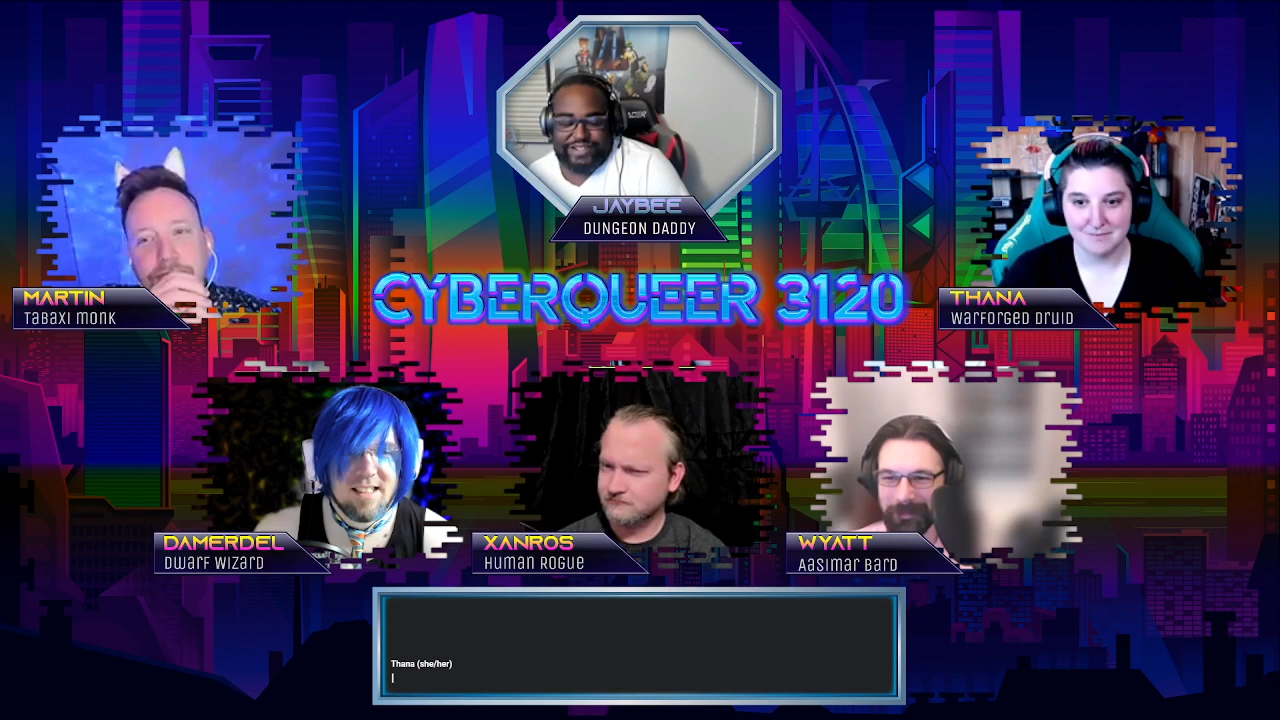 JAYBEE
DUNGEON DADDY
CYBERQUEER 3120
MARTIN
Tabaxi Monk
THANA
Warforged Druid
DAMERDEL
Dwarf Wizard
XANROS
Human Rogue
WYATT
Aasimar Bard
Thana (she/her)